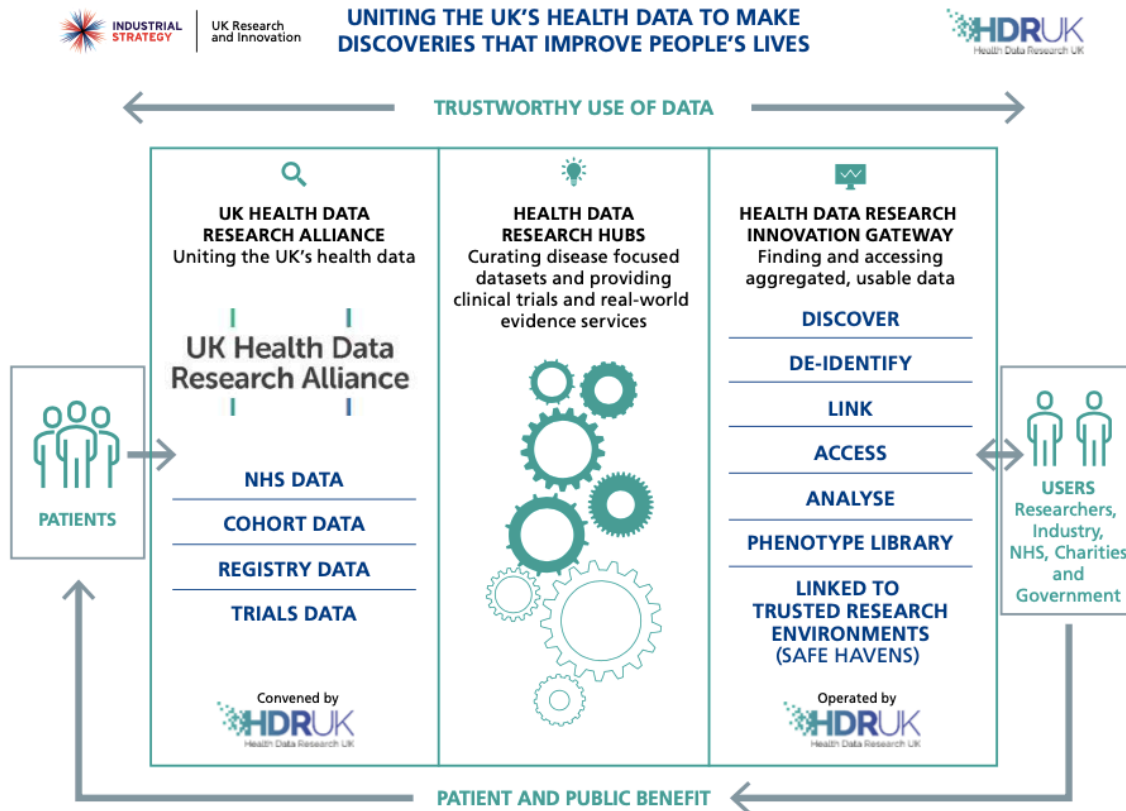 INDUSTRIAL
STRATEGY
UK Research
and Innovation
UNITING THE UK'S HEALTH DATA TO MAKE
DISCOVERIES THAT IMPROVE PEOPLE'S LIVES
HDRUK
Health Data Research UK
TRUSTWORTHY USE OF DATA
PATIENTS
UK HEALTH DATA
RESEARCH ALLIANCE
Uniting the UK's health data
UK Health Data
Research Alliance
NHS DATA
COHORT DATA
REGISTRY DATA
TRIALS DATA
Convened by
HDRUK
Health Data Research UK
HEALTH DATA
RESEARCH HUBS
Curating disease focused
datasets and providing
clinical trials and real-world
evidence services
HEALTH DATA RESEARCH
INNOVATION GATEWAY
Finding and accessing
aggregated, usable data
DISCOVER
DE-IDENTIFY
LINK
ACCESS
ANALYSE
PHENOTYPE LIBRARY
LINKED TO
TRUSTED RESEARCH
ENVIRONMENTS
(SAFE HAVENS)
Operated by
HDRUK
Health Data Research UK
USERS
Researchers,
Industry,
NHS, Charities
and
Government
PATIENT AND PUBLIC BENEFIT